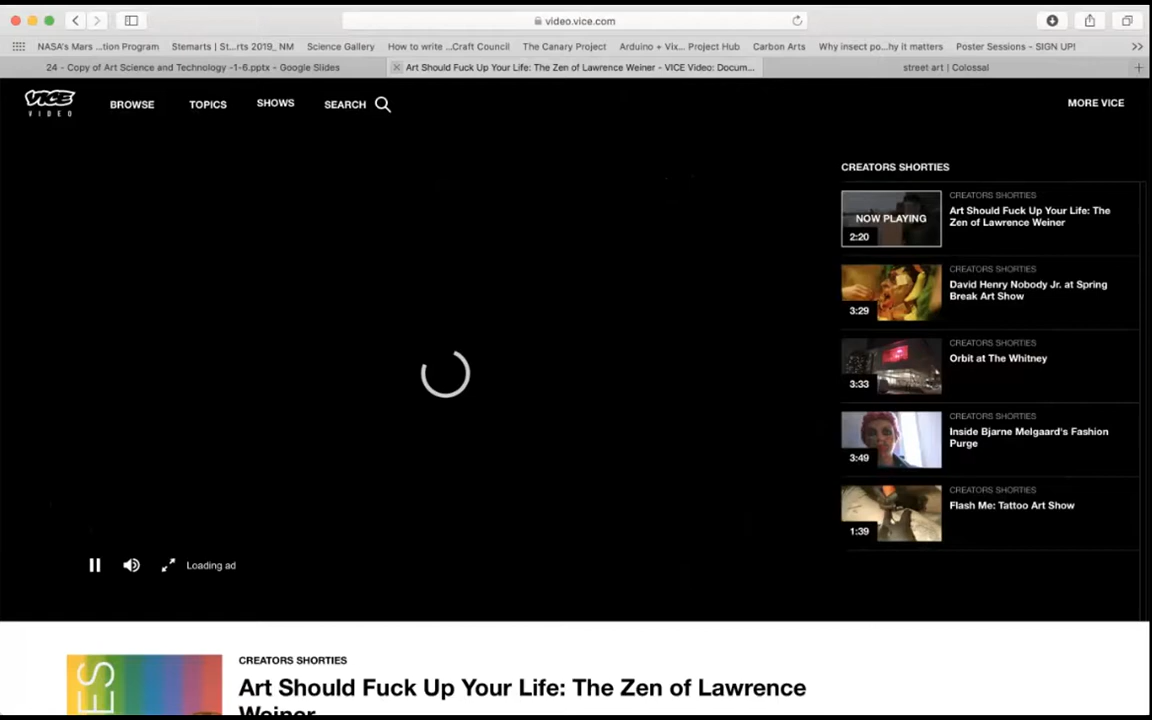 video.vice.com
NASA's Mars ...tion Program
Stemarts | St...rts 2019_ NM
Science Gallery
How to write ...Craft Council
The Canary Project
Arduino + Vix... Project Hub
Carbon Arts
Why insect po...hy it matters
Poster Sessions - SIGN UP!
24 - Copy of Art Science and Technology -1-6.pptx - Google Slides
Art Should Fuck Up Your Life: The Zen of Lawrence Weiner - VICE Video: Docum...
street art | Colossal
VICE
VIDEO
BROWSE
TOPICS
SHOWS
SEARCH
MORE VICE
CREATORS SHORTIES
NOW PLAYING
2:20
CREATORS SHORTIES
Art Should Fuck Up Your Life: The
Zen of Lawrence Weiner
3:29
CREATORS SHORTIES
David Henry Nobody Jr. at Spring
Break Art Show
3:33
CREATORS SHORTIES
Orbit at The Whitney
3:49
CREATORS SHORTIES
Inside Bjarne Melgaard's Fashion
Purge
1:39
CREATORS SHORTIES
Flash Me: Tattoo Art Show
Loading ad
ES
CREATORS SHORTIES
Art Should Fuck Up Your Life: The Zen of Lawrence
Weiner